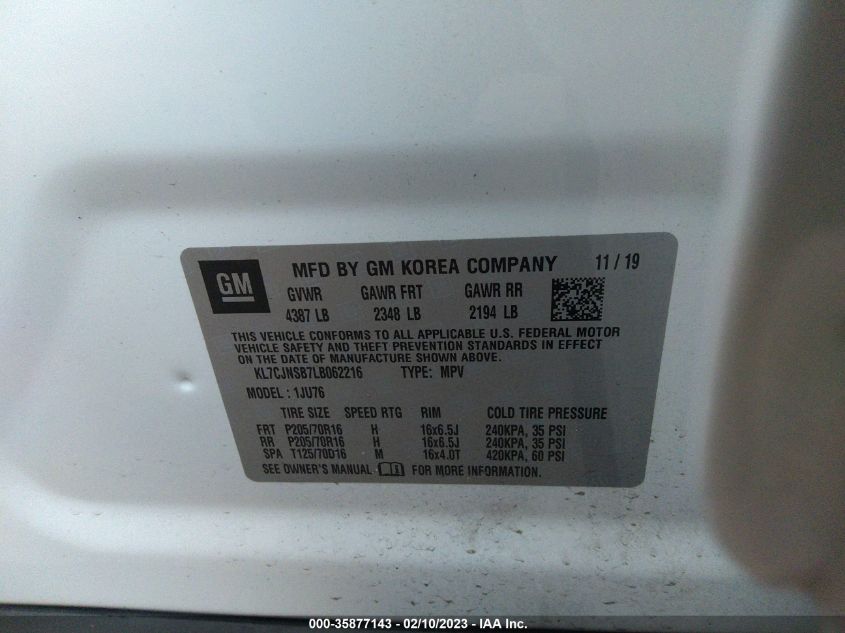 GM
MFD BY GM KOREA COMPANY 11 / 19
GVWR GAWR FRT GAWR RR
4387 LB 2348 LB 2194 LB
THIS VEHICLE CONFORMS TO ALL APPLICABLE U.S. FEDERAL MOTOR
VEHICLE SAFETY AND THEFT PREVENTION STANDARDS IN EFFECT
ON THE DATE OF MANUFACTURE SHOWN ABOVE.
KL7CJNSB7LB062216 TYPE: MPV
MODEL : 1JU76
TIRE SIZE SPEED RTG RIM COLD TIRE PRESSURE
FRT P205/70R16 H 16x6.5J 240KPA, 35 PSI
RR P205/70R16 H 16x6.5J 240KPA, 35 PSI
SPA T125/70D16 M 16x4.0T 420KPA, 60 PSI
SEE OWNER'S MANUAL FOR MORE INFORMATION.
000-35877143 - 02/10/2023 - IAA Inc.